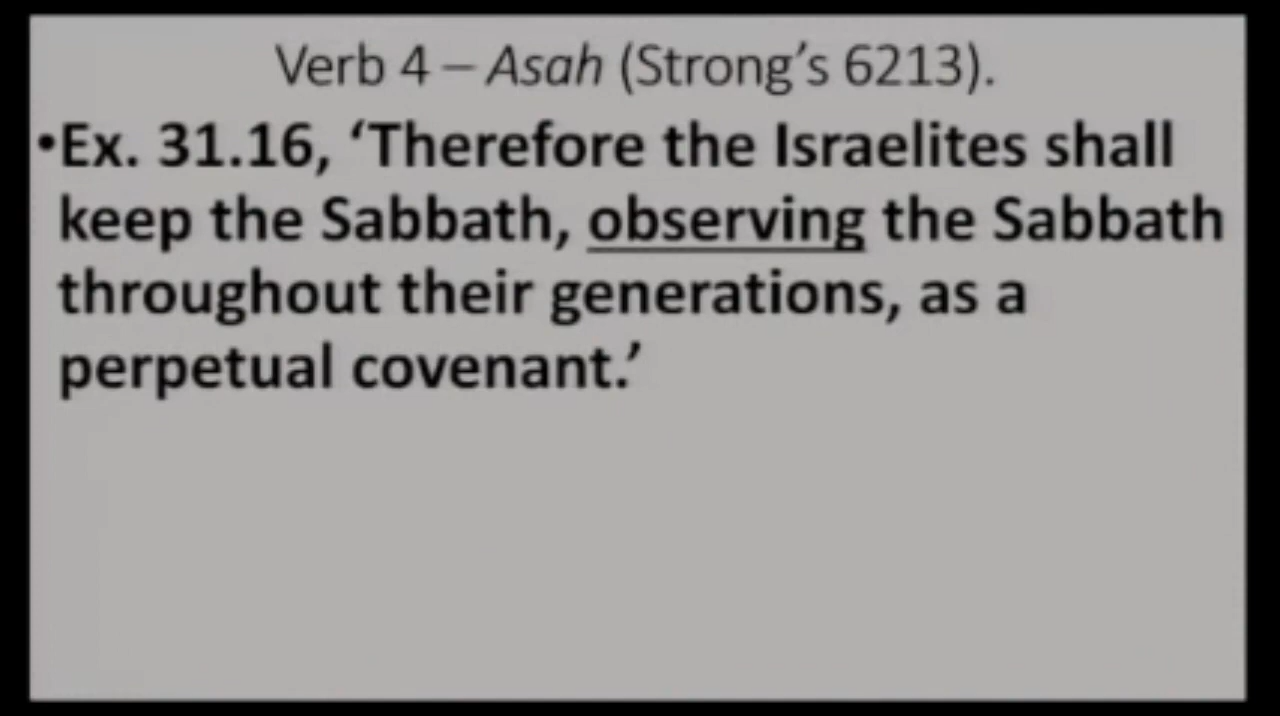 Verb 4 – Asah (Strong’s 6213).
•Ex. 31.16, ‘Therefore the Israelites shall
keep the Sabbath, observing the Sabbath
throughout their generations, as a
perpetual covenant.’